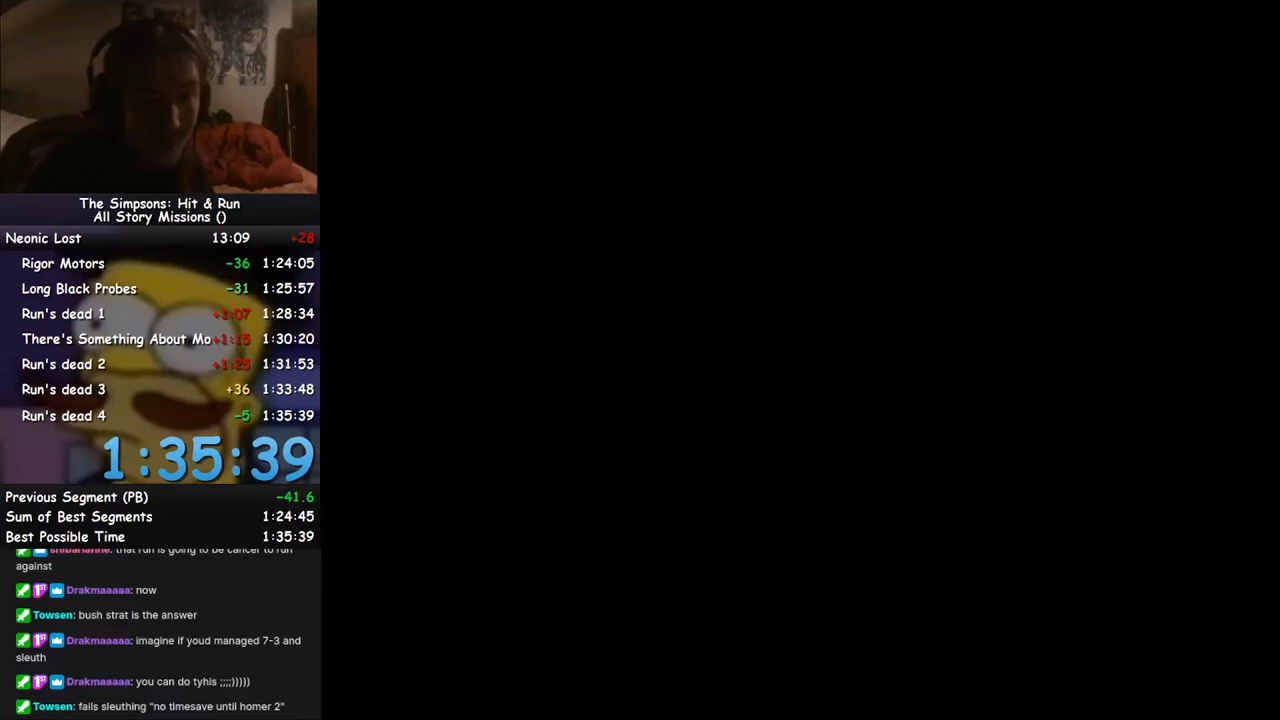 The Simpsons: Hit & Run
All Story Missions ()
Neonic Lost 13:09 +28
Rigor Motors -36 1:24:05
Long Black Probes -31 1:25:57
Run's dead 1 +1:07 1:28:34
There's Something About Mo +1:15 1:30:20
Run's dead 2 +1:25 1:31:53
Run's dead 3 +36 1:33:48
Run's dead 4 -5 1:35:39
1:35:39
Previous Segment (PB) -41.6
Sum of Best Segments 1:24:45
Best Possible Time 1:35:39
that run is going to be cancer to run
against
Drakmaaaaa: now
Towsen: bush strat is the answer
Drakmaaaaa: imagine if youd managed 7-3 and
sleuth
Drakmaaaaa: you can do tyhis ;;;;)))))
Towsen: fails sleuthing "no timesave until homer 2"